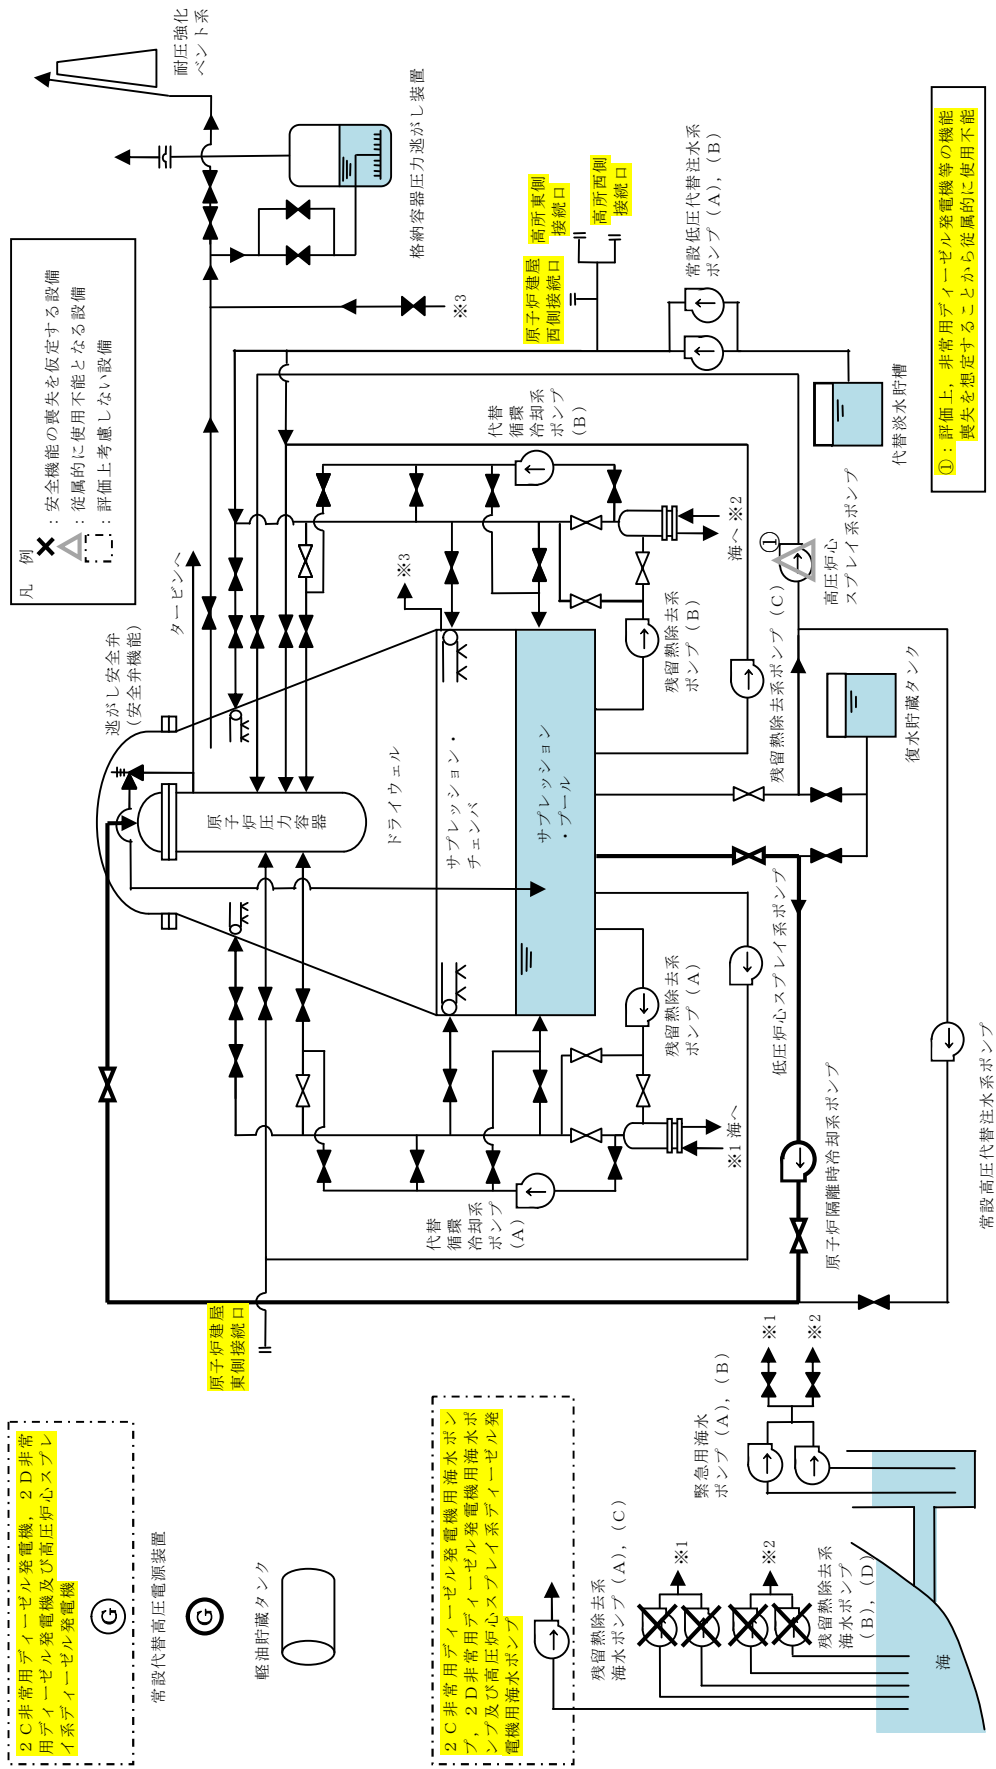 ２Ｃ非常用ディーゼル発電機，２Ｄ非常
用ディーゼル発電機及び高圧炉心スプレ
イ系ディーゼル発電機
G
常設代替高圧電源装置
G
軽油貯蔵タンク
２Ｃ非常用ディーゼル発電機用海水ポン
プ，２Ｄ非常用ディーゼル発電機用海水ポ
ンプ及び高圧炉心スプレイ系ディーゼル発
電機用海水ポンプ
残留熱除去系
海水ポンプ（Ａ），（Ｃ）
※1
※2
残留熱除去系
海水ポンプ
（Ｂ），（Ｄ）
海
緊急用海水
ポンプ（Ａ），（Ｂ）
※1
※2
原子炉建屋
東側接続口
代替
循環
冷却系
ポンプ
（Ａ）
※1
海へ
残留熱除去系
ポンプ（Ａ）
低圧炉心スプレイ系ポンプ
原子炉隔離時冷却系ポンプ
常設高圧代替注水系ポンプ
逃がし安全弁
（安全弁機能）
タービンへ
原子炉圧力容器
ドライウェル
サプレッション・
チェンバ
サプレッション
・プール
※3
残留熱除去系
ポンプ（Ｂ）
海へ
※2
残留熱除去系ポンプ（Ｃ）
復水貯蔵タンク
①
高圧炉心
スプレイ系ポンプ
代替
循環
冷却系
ポンプ
（Ｂ）
代替淡水貯槽
常設低圧代替注水系
ポンプ（Ａ），（Ｂ）
原子炉建屋
西側接続口
高所東側
接続口
高所西側
接続口
※3
格納容器圧力逃がし装置
耐圧強化
ベント系
凡　例
：安全機能の喪失を仮定する設備
：従属的に使用不能となる設備
：評価上考慮しない設備
①：評価上，非常用ディーゼル発電機等の機能
喪失を想定することから従属的に使用不能